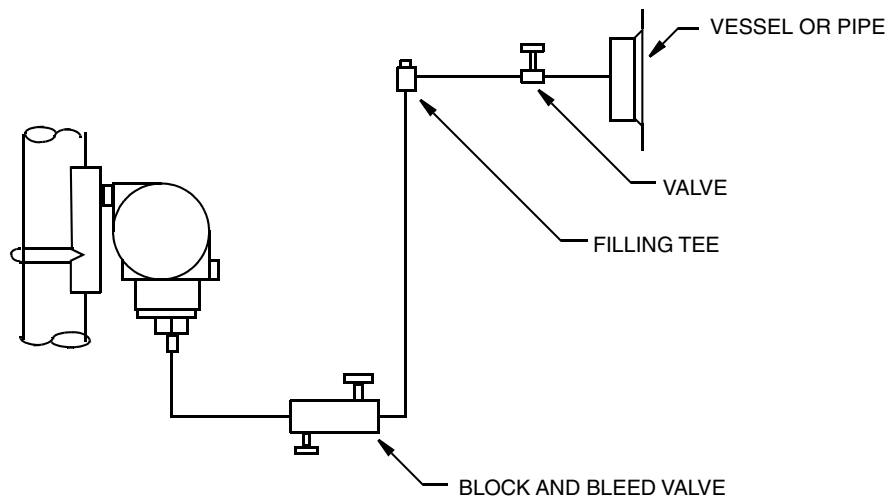 VESSEL OR PIPE
VALVE
FILLING TEE
BLOCK AND BLEED VALVE